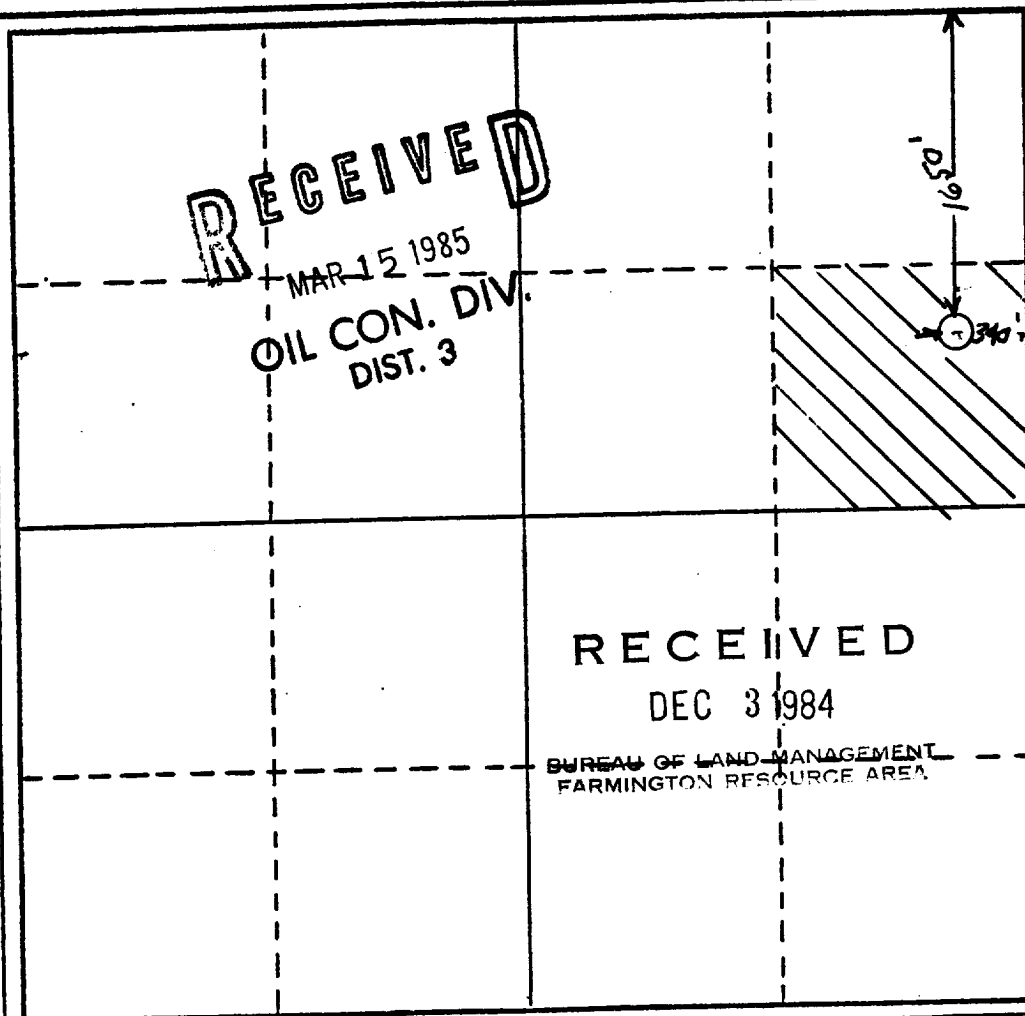 RECEIVED
MAR 15 1985
OIL CON. DIV.
DIST. 3
1650'
340'
RECEIVED
DEC 3 1984
BUREAU OF LAND MANAGEMENT
FARMINGTON RESOURCE AREA